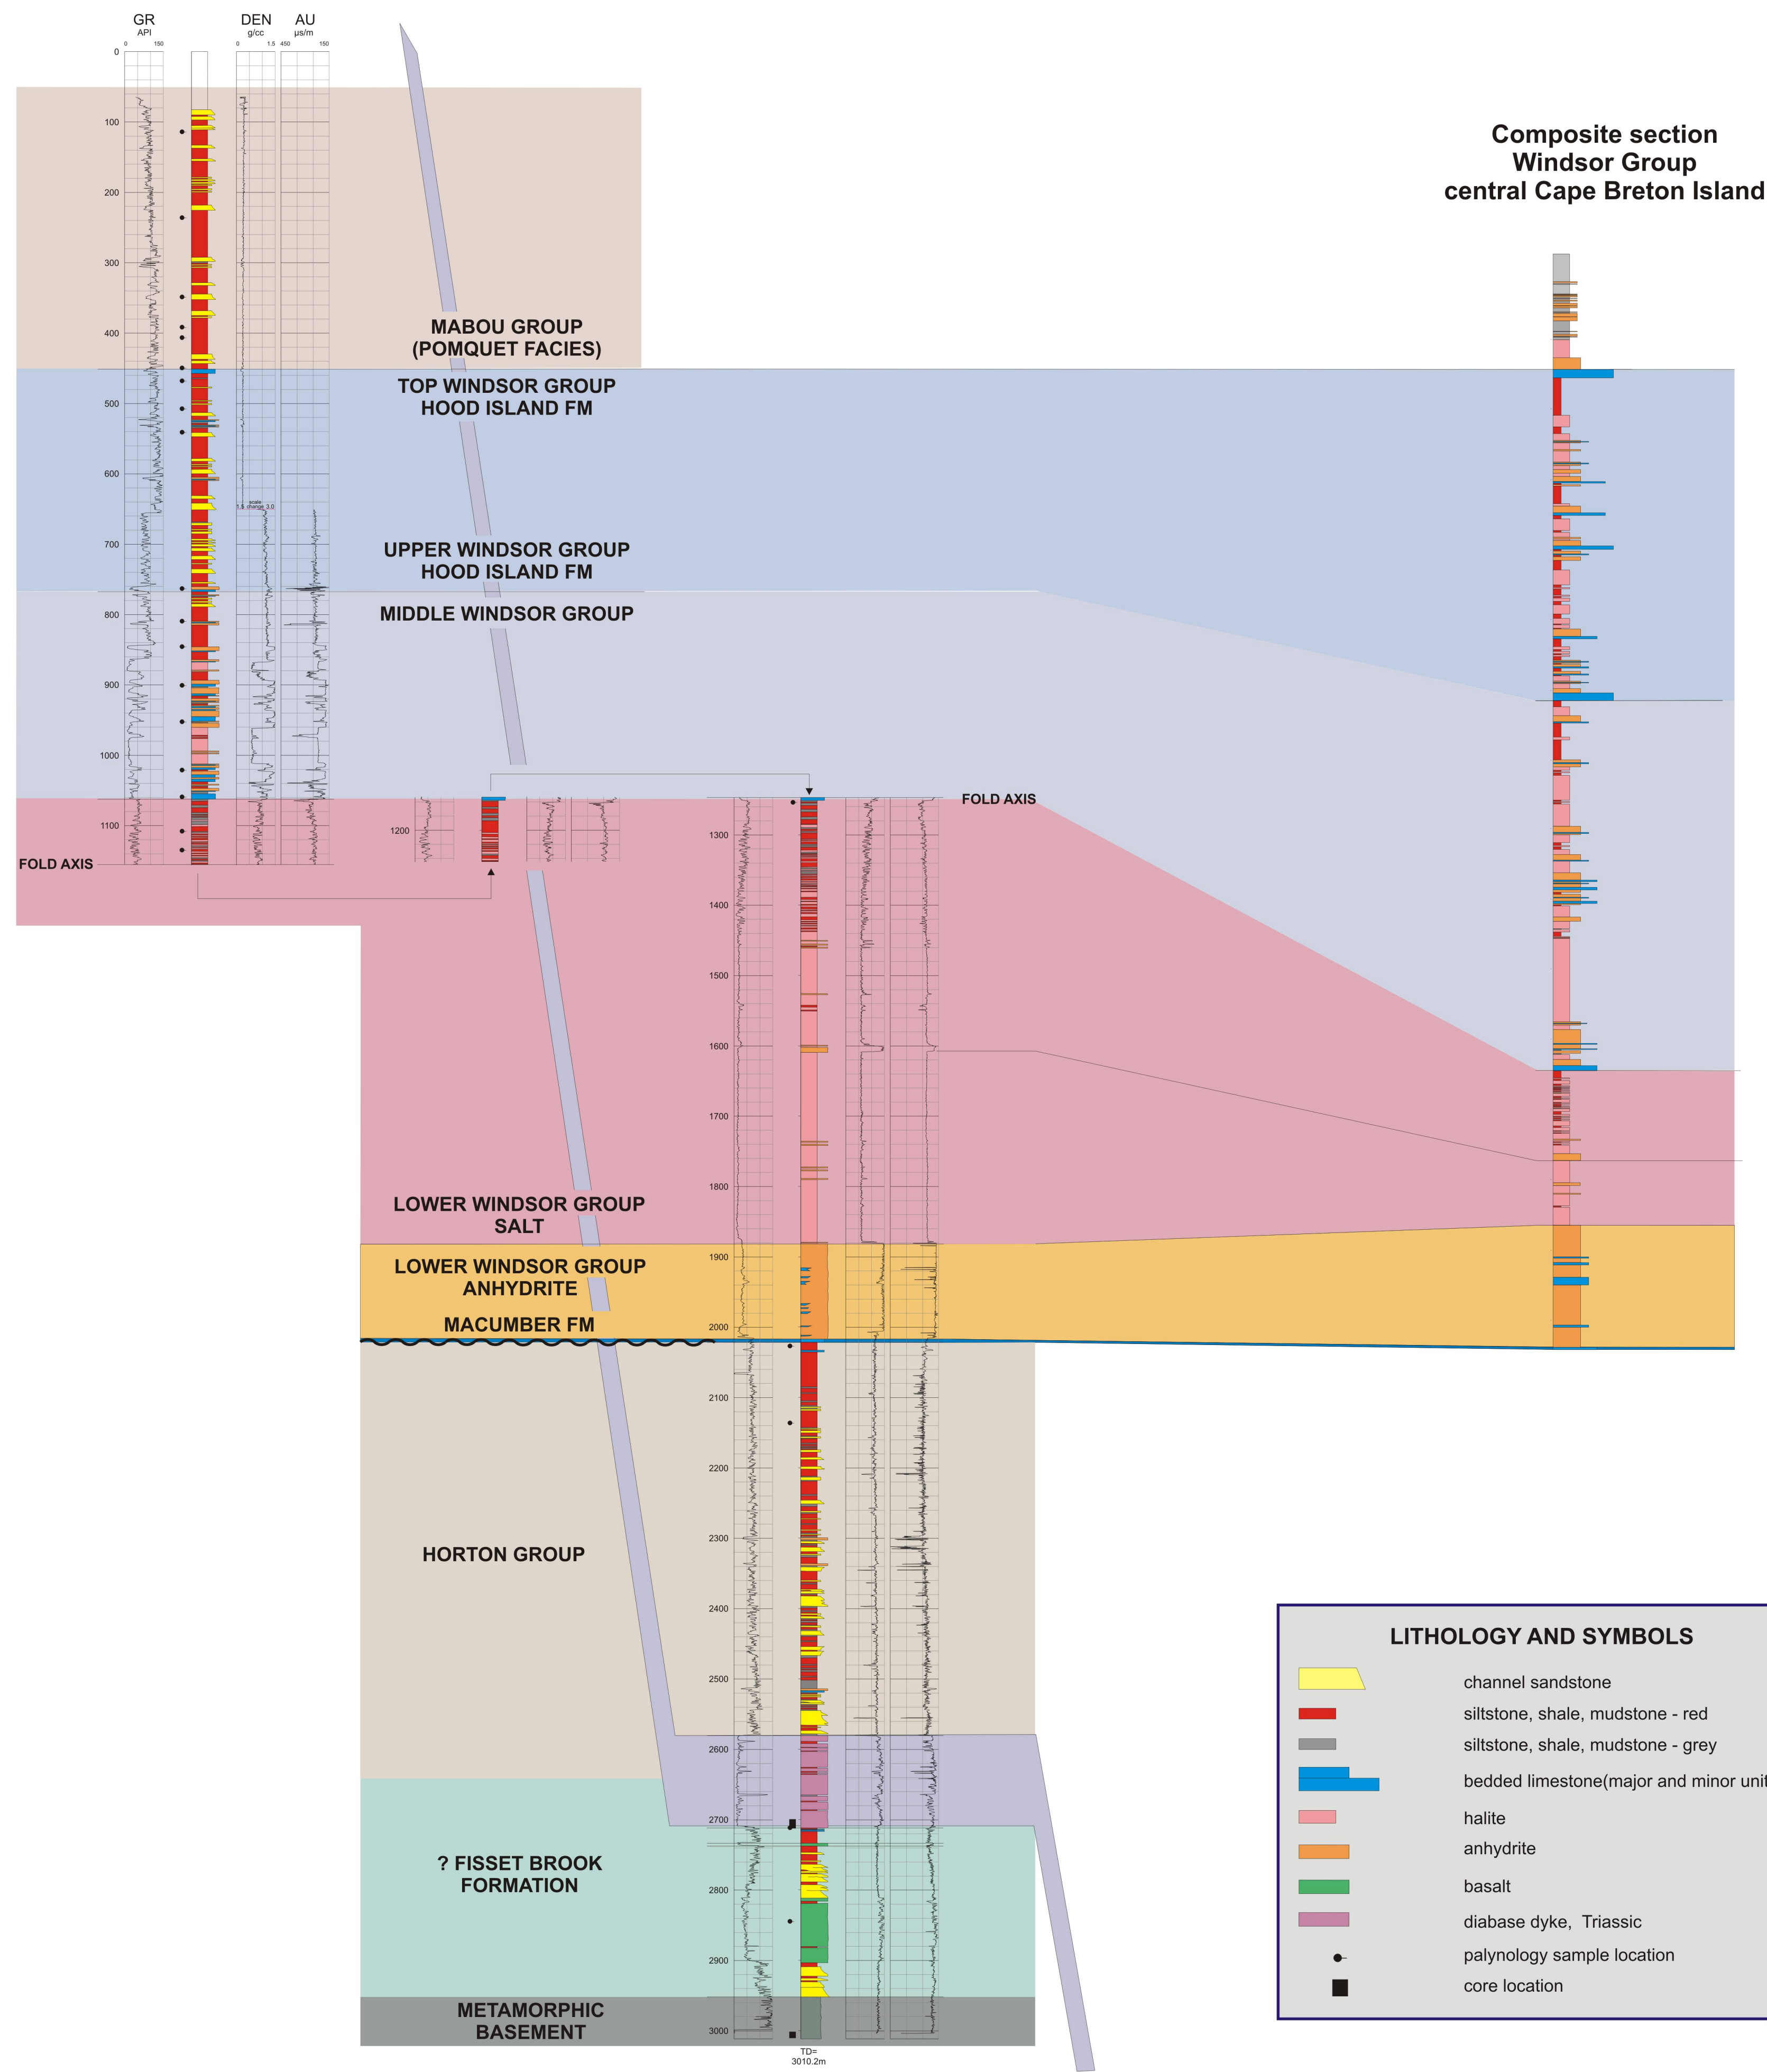 GR
API
0 150
DEN
g/cc
0 1.5
AU
µs/m
450 150
0
100
200
300
400
500
600
700
800
900
1000
1100
scale
1.5 change 3.0
FOLD AXIS
1200
FOLD AXIS
1300
1400
1500
1600
1700
1800
1900
2000
2100
2200
2300
2400
2500
2600
2700
2800
2900
3000
TD=
3010.2m
MABOU GROUP
(POMQUET FACIES)
TOP WINDSOR GROUP
HOOD ISLAND FM
UPPER WINDSOR GROUP
HOOD ISLAND FM
MIDDLE WINDSOR GROUP
LOWER WINDSOR GROUP
SALT
LOWER WINDSOR GROUP
ANHYDRITE
MACUMBER FM
HORTON GROUP
? FISSET BROOK
FORMATION
METAMORPHIC
BASEMENT
Composite section
Windsor Group
central Cape Breton Island
LITHOLOGY AND SYMBOLS
channel sandstone
siltstone, shale, mudstone - red
siltstone, shale, mudstone - grey
bedded limestone(major and minor unit
halite
anhydrite
basalt
diabase dyke, Triassic
palynology sample location
core location